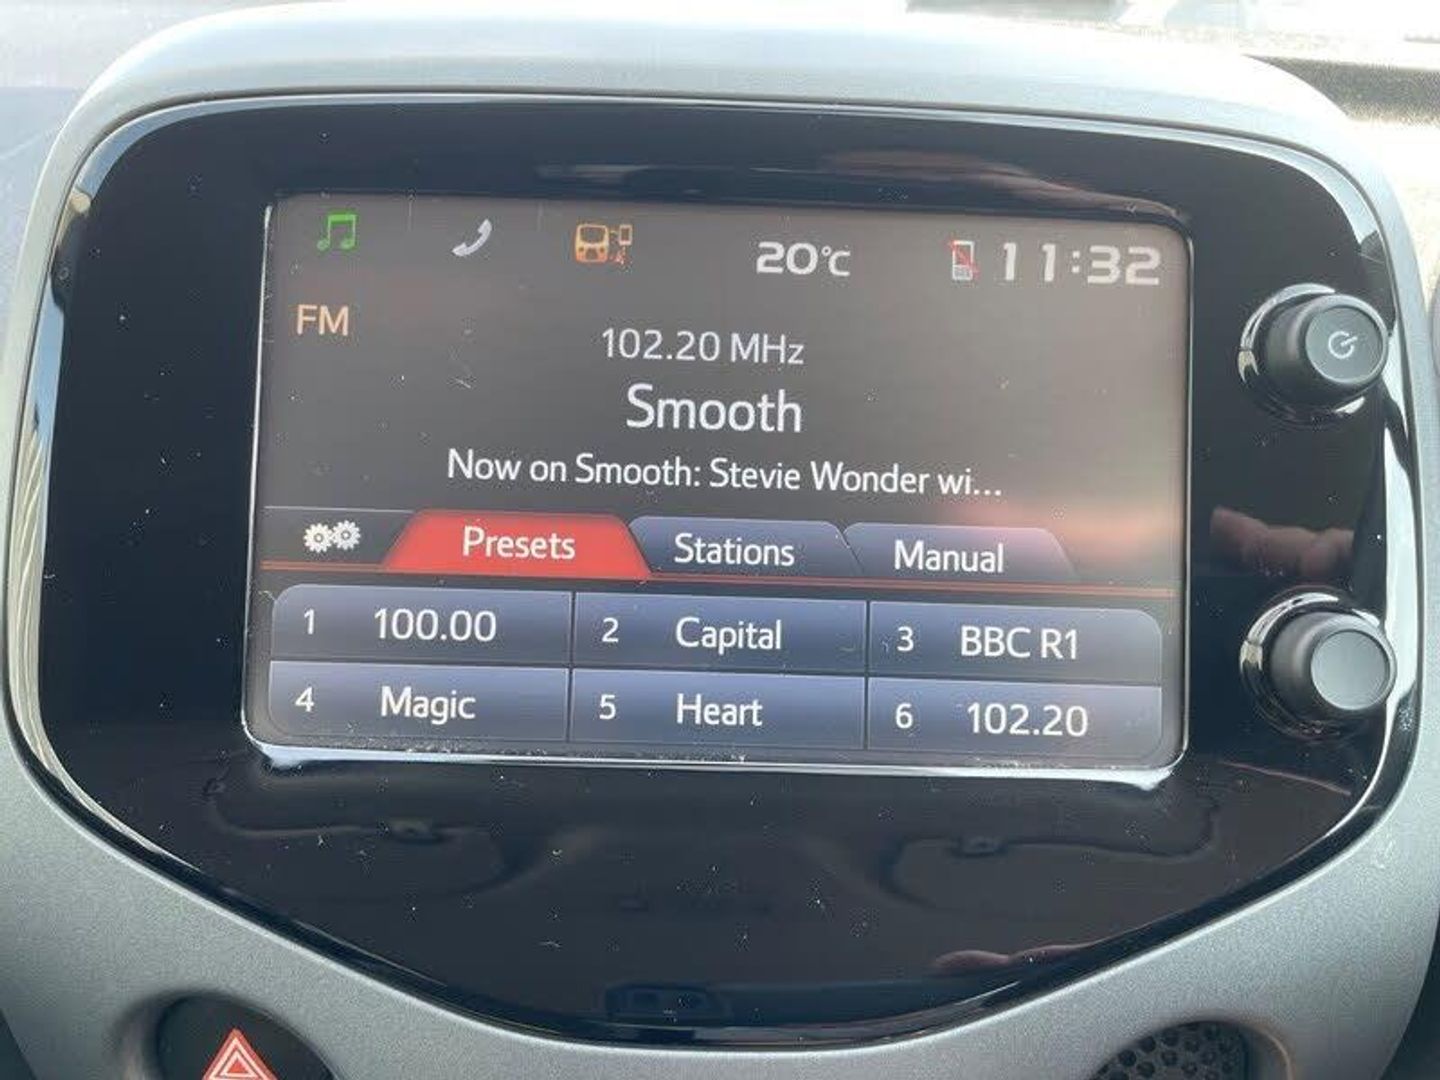 20°C 11:32
FM
102.20 MHz
Smooth
Now on Smooth: Stevie Wonder wi...
Presets Stations Manual
1 100.00 2 Capital 3 BBC R1
4 Magic 5 Heart 6 102.20